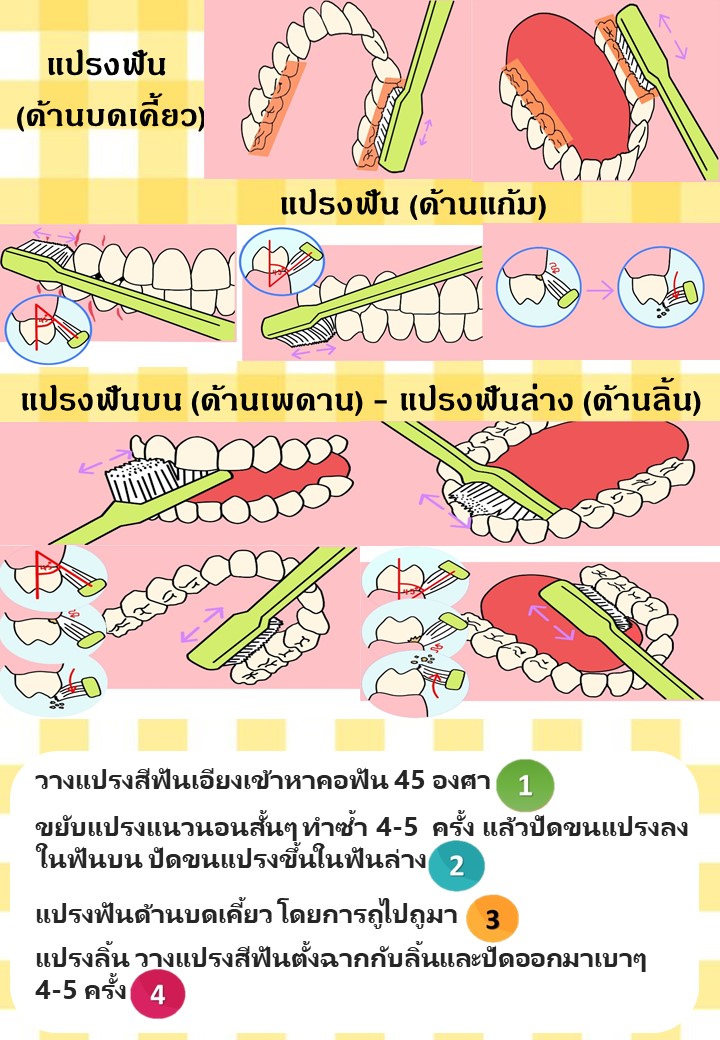 แปรงฟัน
(ด้านบดเคี้ยว)
แปรงฟัน (ด้านแก้ม)
แปรงฟันบน (ด้านเพดาน) - แปรงฟันล่าง (ด้านลิ้น)
วางแปรงสีฟันเอียงเข้าหาคอฟัน 45 องศา 1
ขยับแปรงแนวนอนสั้นๆ ทำซ้ำ 4-5 ครั้ง แล้วปัดขนแปรงลง
ในฟันบน ปัดขนแปรงขึ้นในฟันล่าง 2
แปรงฟันด้านบดเคี้ยว โดยการถูไปถูมา 3
แปรงลิ้น วางแปรงสีฟันตั้งฉากกับลิ้นและปัดออกมาเบาๆ
4-5 ครั้ง 4